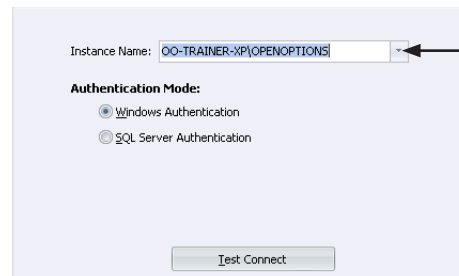 Instance Name: OO-TRAINER-XP\OPENOPTIONS
Authentication Mode:
Windows Authentication
SQL Server Authentication
Test Connect